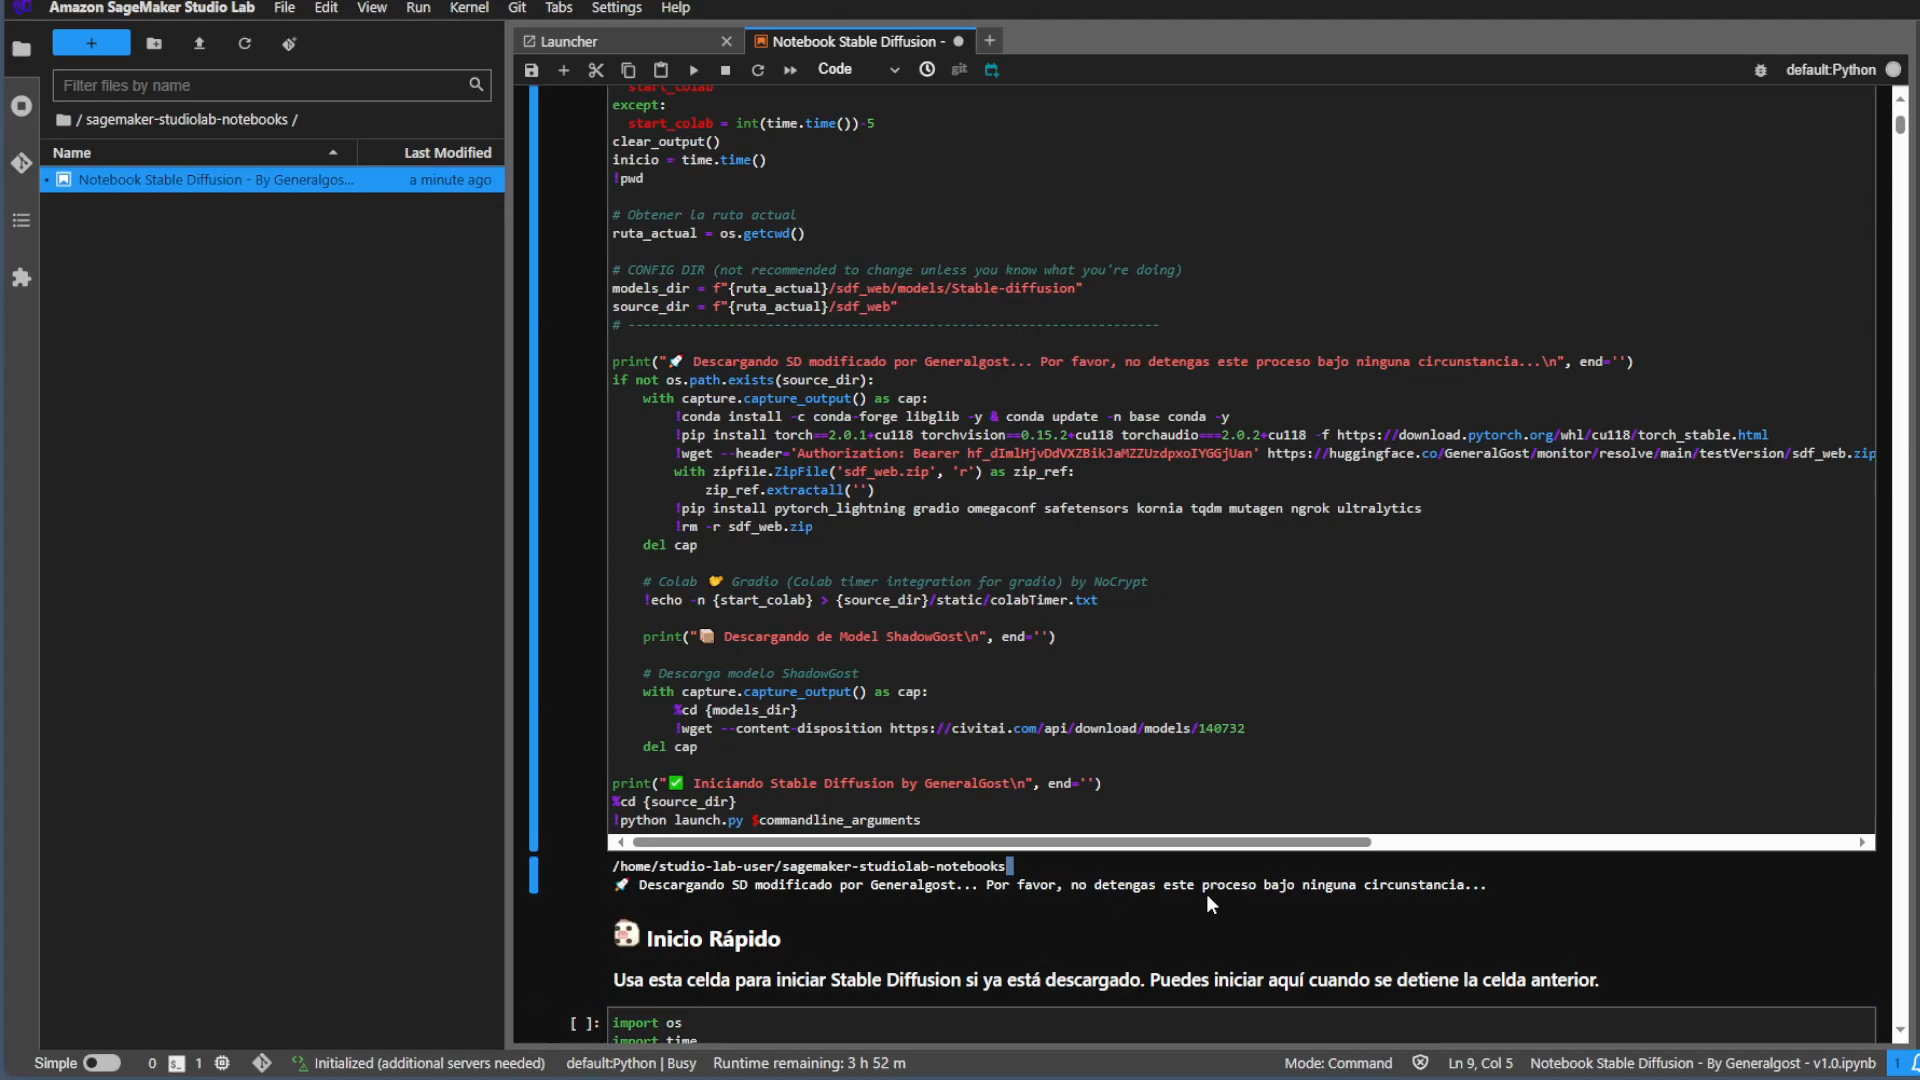 Amazon SageMaker Studio Lab File Edit View Run Kernel Git Tabs Settings Help
Launcher
Notebook Stable Diffusion -
Code
git
default:Python
Filter files by name
/ sagemaker-studiolab-notebooks /
Name Last Modified
Notebook Stable Diffusion - By Generalgos... a minute ago
start_colab
except:
start_colab = int(time.time())-5
clear_output()
inicio = time.time()
!pwd
# Obtener la ruta actual
ruta_actual = os.getcwd()
# CONFIG DIR (not recommended to change unless you know what you're doing)
models_dir = f"{ruta_actual}/sdf_web/models/Stable-diffusion"
source_dir = f"{ruta_actual}/sdf_web"
# ---------------------------------------------------------------------
print("🚀 Descargando SD modificado por Generalgost... Por favor, no detengas este proceso bajo ninguna circunstancia...\n", end='')
if not os.path.exists(source_dir):
with capture.capture_output() as cap:
!conda install -c conda-forge libglib -y & conda update -n base conda -y
!pip install torch==2.0.1+cu118 torchvision==0.15.2+cu118 torchaudio===2.0.2+cu118 -f https://download.pytorch.org/whl/cu118/torch_stable.html
!wget --header='Authorization: Bearer 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' https://huggingface.co/GeneralGost/monitor/resolve/main/testVersion/sdf_web.zip
with zipfile.ZipFile('sdf_web.zip', 'r') as zip_ref:
zip_ref.extractall('')
!pip install pytorch_lightning gradio omegaconf safetensors kornia tqdm mutagen ngrok ultralytics
!rm -r sdf_web.zip
del cap
# Colab 🤝 Gradio (Colab timer integration for gradio) by NoCrypt
!echo -n {start_colab} > {source_dir}/static/colabTimer.txt
print("📦 Descargando de Model ShadowGost\n", end='')
# Descarga modelo ShadowGost
with capture.capture_output() as cap:
%cd {models_dir}
!wget --content-disposition https://civitai.com/api/download/models/140732
del cap
print("✅ Iniciando Stable Diffusion by GeneralGost\n", end='')
%cd {source_dir}
!python launch.py $commandline_arguments
/home/studio-lab-user/sagemaker-studiolab-notebooks
🚀 Descargando SD modificado por Generalgost... Por favor, no detengas este proceso bajo ninguna circunstancia...
Inicio Rápido
Usa esta celda para iniciar Stable Diffusion si ya está descargado. Puedes iniciar aquí cuando se detiene la celda anterior.
[ ]: import os
import time
Simple 0 1 Initialized (additional servers needed) default:Python | Busy Runtime remaining: 3 h 52 m Mode: Command Ln 9, Col 5 Notebook Stable Diffusion - By Generalgost - v1.0.ipynb 1